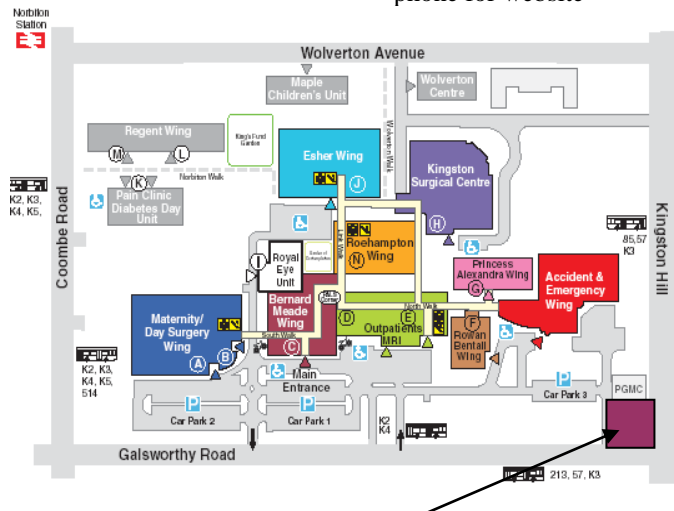 phone for website
Norbiton
Station
Wolverton Avenue
Maple
Children's Unit
Wolverton
Centre
Regent Wing
M
L
King's Fund
Garden
Wolverton Walk
Esher Wing
J
Kingston
Surgical Centre
H
Norbiton Walk
K
Pain Clinic
Diabetes Day
Unit
K2, K3,
K4, K5,
Coombe Road
Kingston Hill
85,57
K3
I
Royal
Eye
Unit
Link Walk
Roehampton
Wing
N
Princess
Alexandra Wing
G
Accident &
Emergency
Wing
Bernard
Meade
Wing
C
Maternity/
Day Surgery
Wing
A
B
South Walk
D
E
North Walk
Outpatients
MRI
F
Rowan
Bentall
Wing
K2, K3,
K4, K5,
514
Main
Entrance
P
Car Park 2
P
Car Park 1
K2
K4
P
Car Park 3
PGMC
Galsworthy Road
213, 57, K3